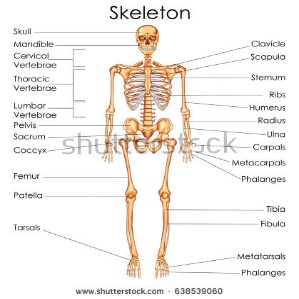 Skeleton
Skull
Mandible
Cervical
Vertebrae
Thoracic
Vertebrae
Lumbor
Vertebrae
Pelvis
Sacrum
Coccyx
Femur
Patella
Tarsals
Clavicle
Scapula
Sternum
Ribs
Humerus
Radius
Ulna
Carpals
Metacarpals
Phalanges
Tibia
Fibula
Metatarsals
Phalanges
shutterstock
www.shutterstock.com · 638539060